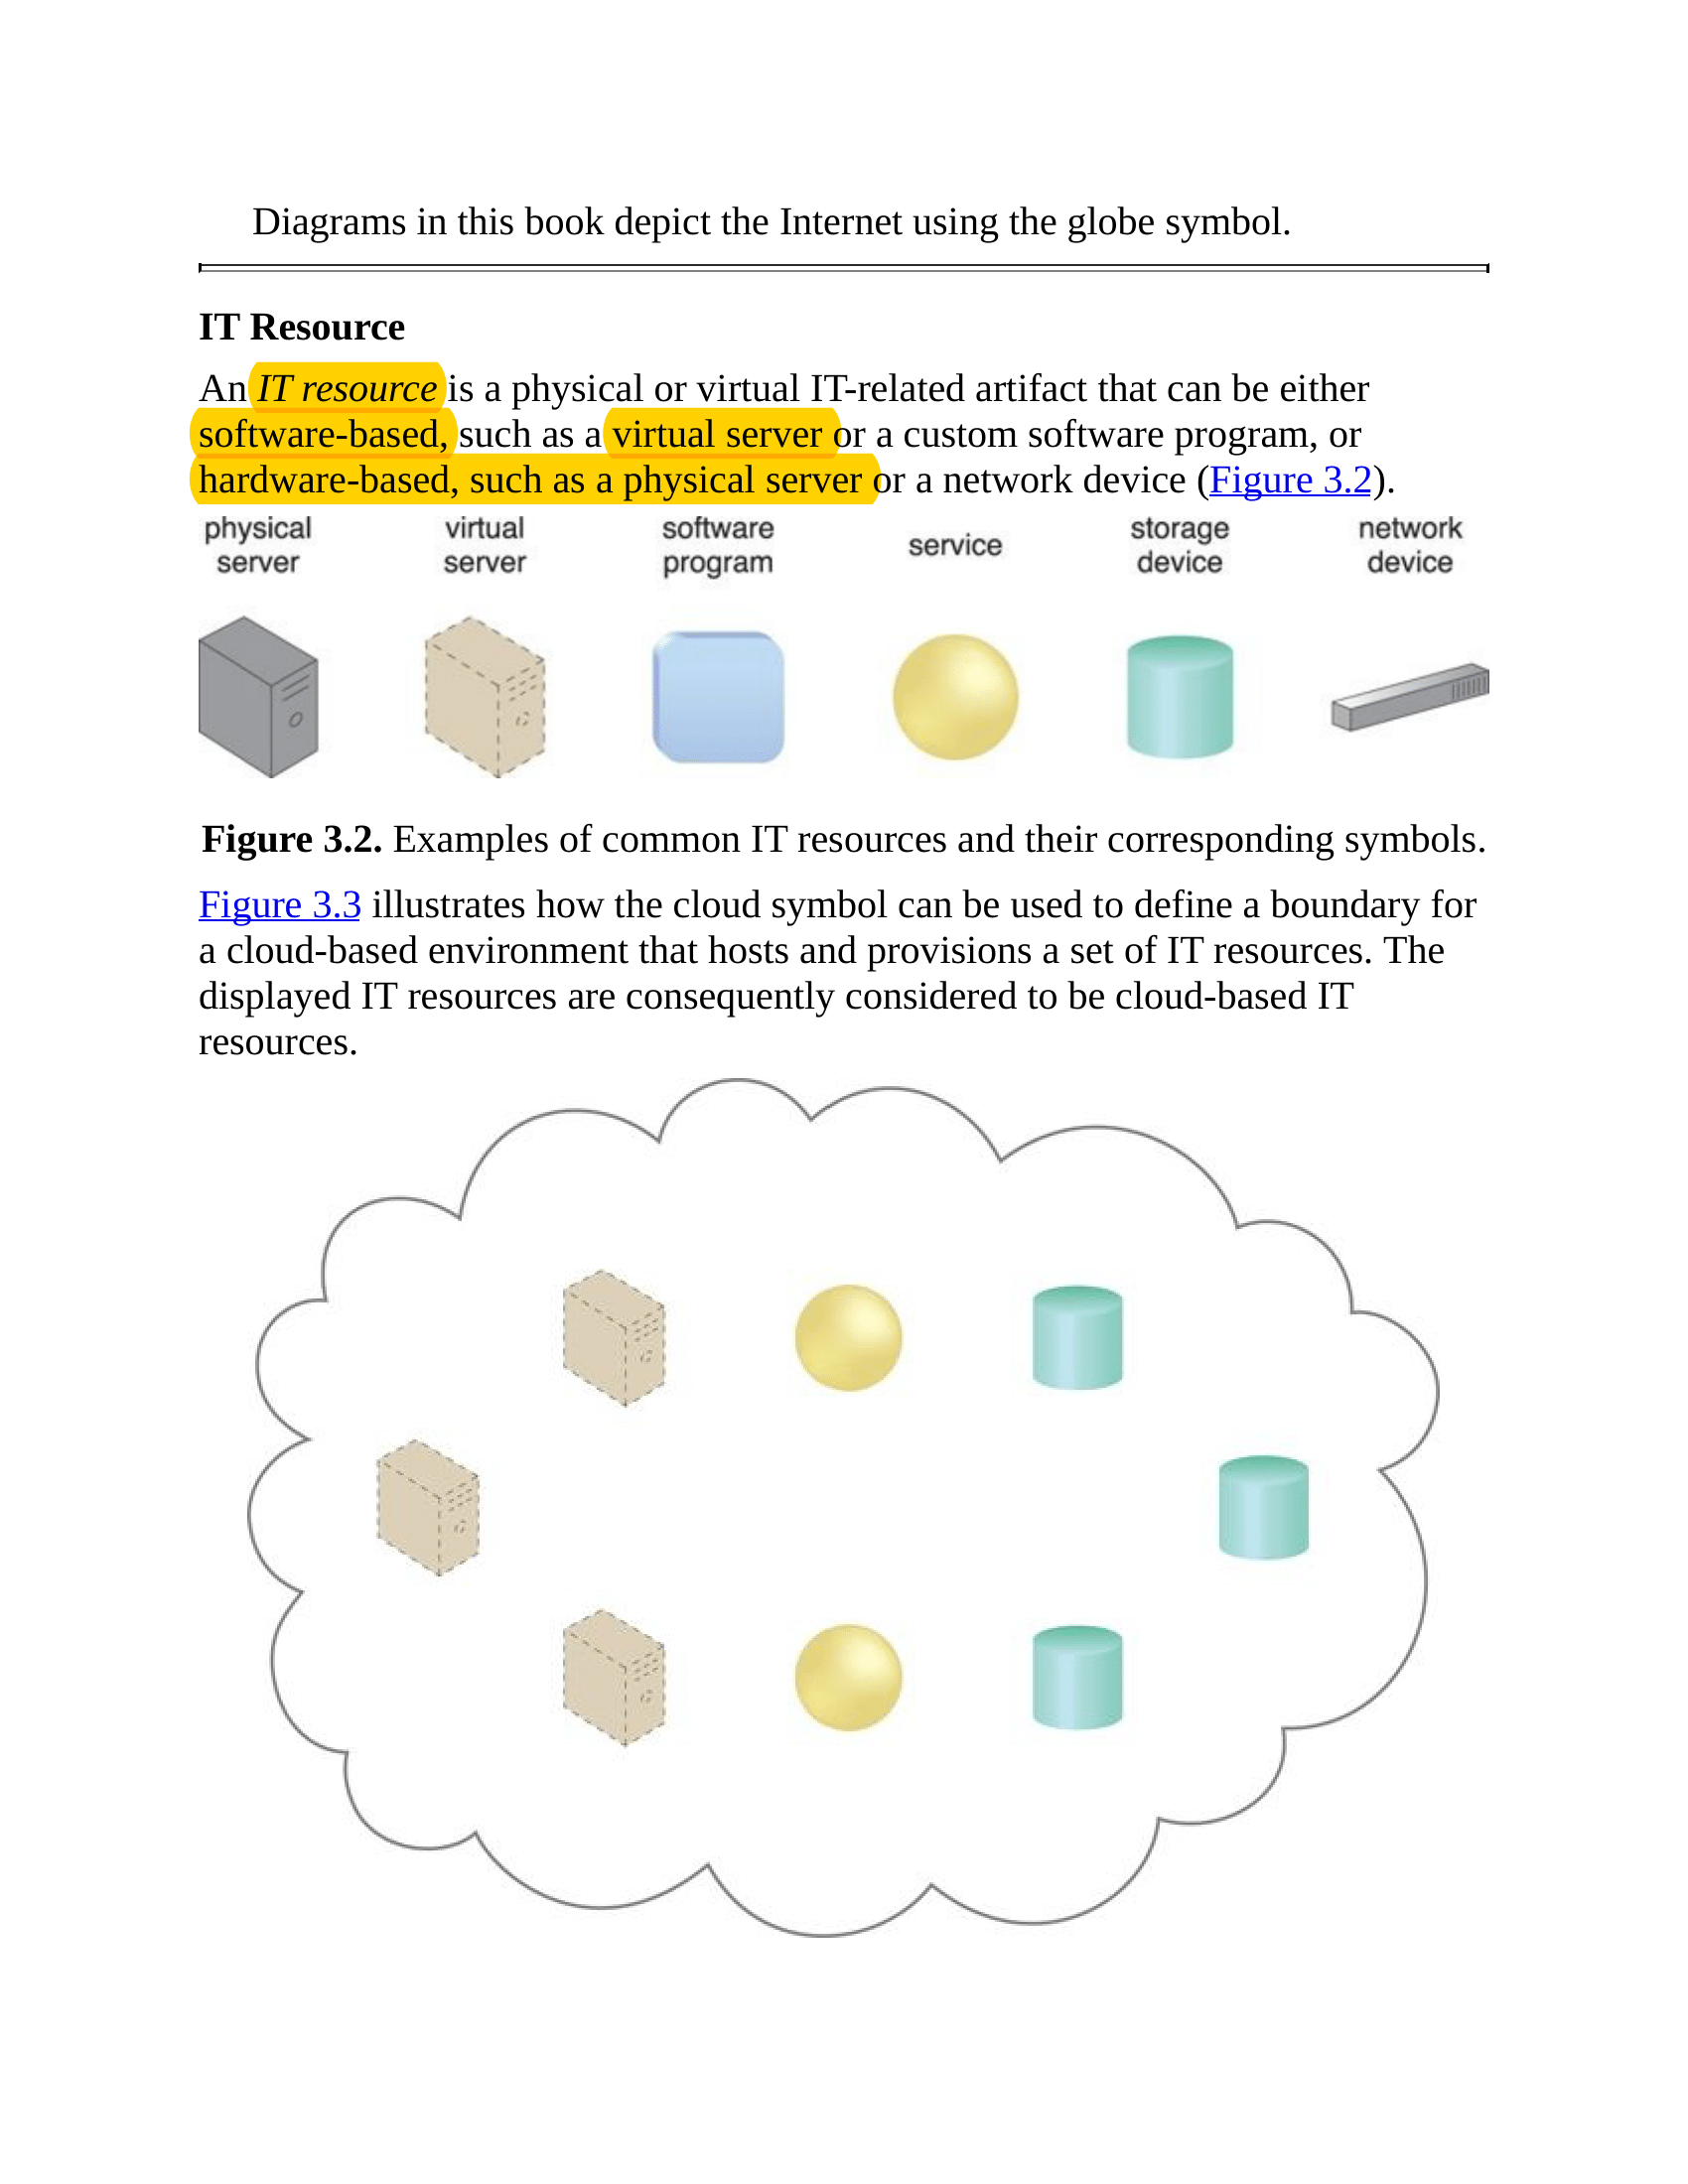 Diagrams in this book depict the Internet using the globe symbol.
IT Resource
An IT resource is a physical or virtual IT-related artifact that can be either
software-based, such as a virtual server or a custom software program, or
hardware-based, such as a physical server or a network device (Figure 3.2).
physical server
virtual server
software program
service
storage device
network device
Figure 3.2. Examples of common IT resources and their corresponding symbols.
Figure 3.3 illustrates how the cloud symbol can be used to define a boundary for
a cloud-based environment that hosts and provisions a set of IT resources. The
displayed IT resources are consequently considered to be cloud-based IT
resources.